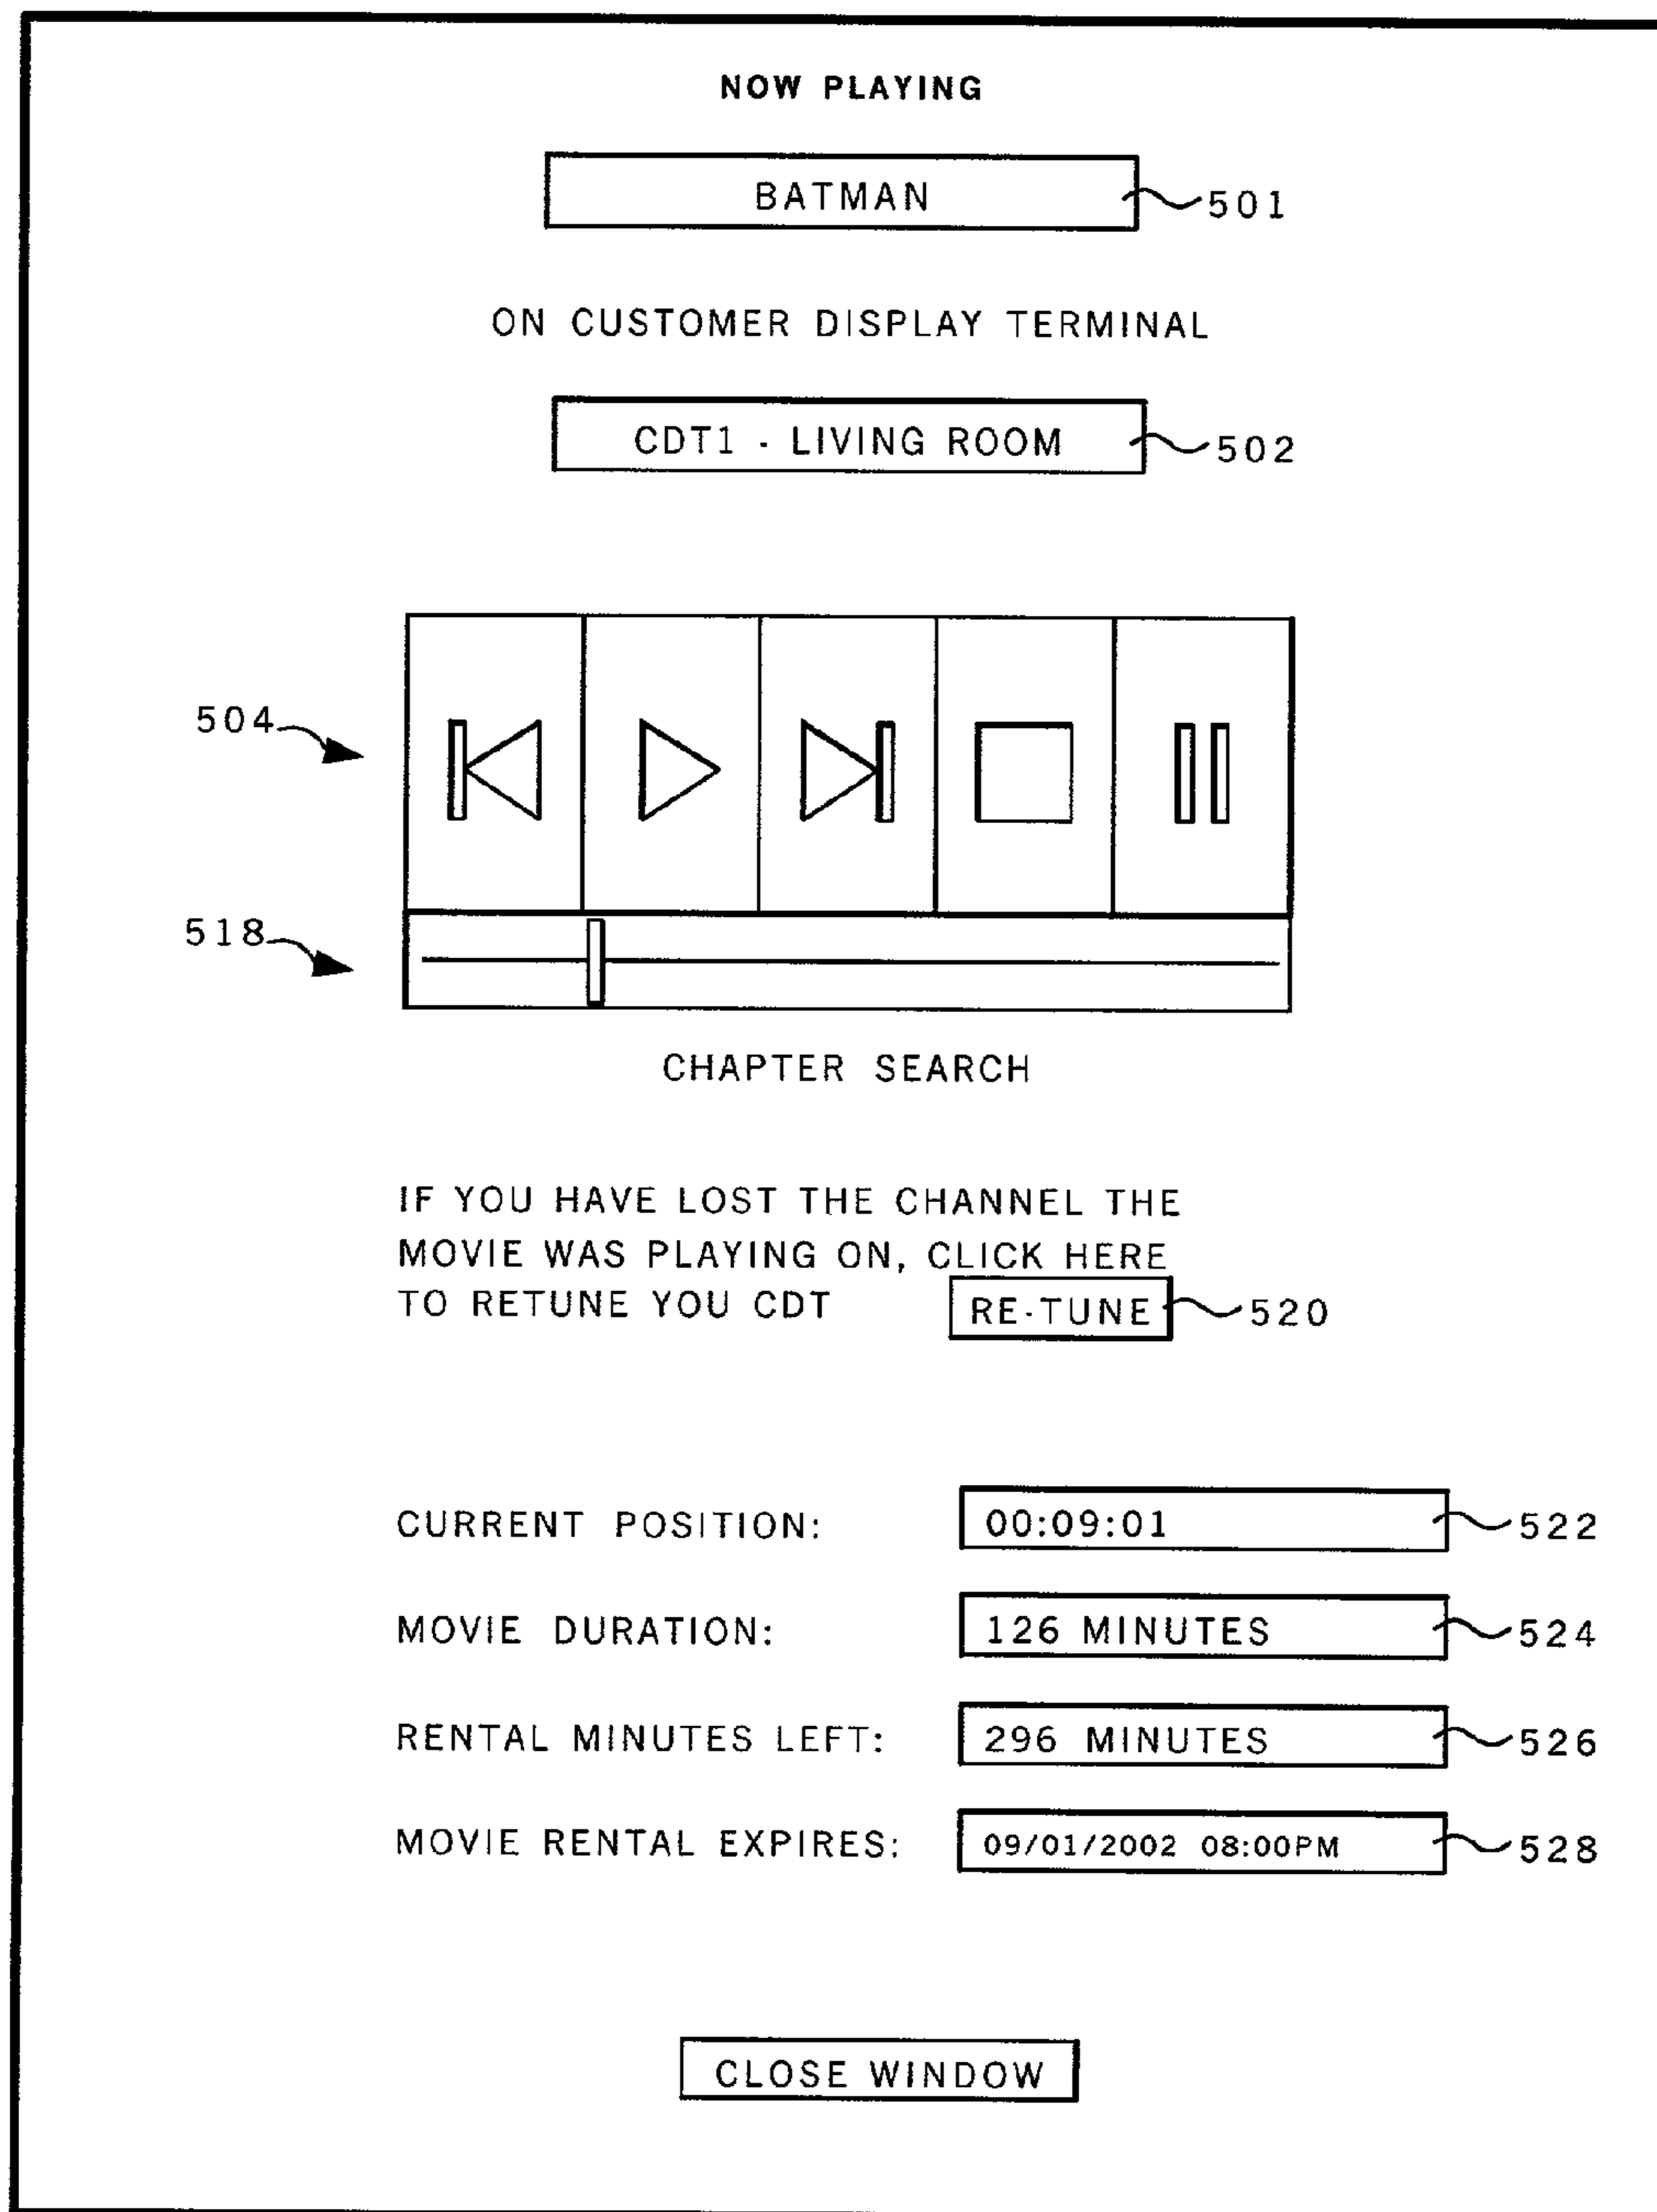 NOW PLAYING
BATMAN
501
ON CUSTOMER DISPLAY TERMINAL
CDT1 - LIVING ROOM
502
504
518
CHAPTER SEARCH
IF YOU HAVE LOST THE CHANNEL THE
MOVIE WAS PLAYING ON, CLICK HERE
TO RETUNE YOU CDT RE-TUNE 520
CURRENT POSITION: 00:09:01 522
MOVIE DURATION: 126 MINUTES 524
RENTAL MINUTES LEFT: 296 MINUTES 526
MOVIE RENTAL EXPIRES: 09/01/2002 08:00PM 528
CLOSE WINDOW